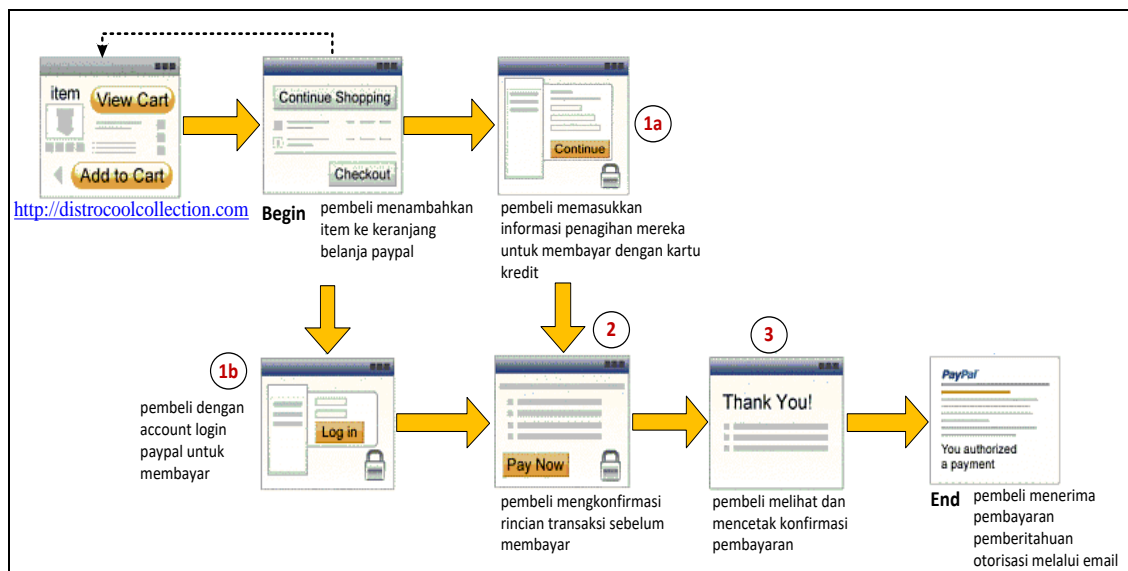 item
View Cart
Add to Cart
http://distrocoolcollection.com
Continue Shopping
Checkout
Begin
pembeli menambahkan
item ke keranjang
belanja paypal
1a
Continue
pembeli memasukkan
informasi penagihan mereka
untuk membayar dengan kartu
kredit
1b
pembeli dengan
account login
paypal untuk
membayar
Log in
2
Pay Now
pembeli mengkonfirmasi
rincian transaksi sebelum
membayar
3
Thank You!
pembeli melihat dan
mencetak konfirmasi
pembayaran
PayPal
You authorized
a payment
End
pembeli menerima
pembayaran
pemberitahuan
otorisasi melalui email